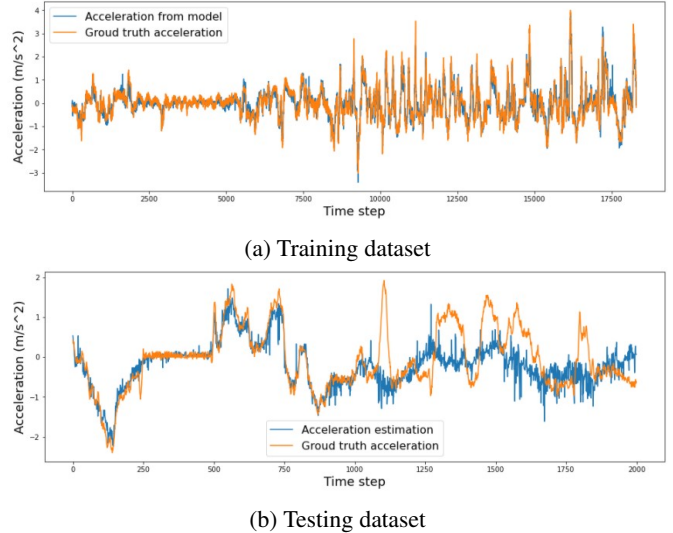 Acceleration from model
Groud truth acceleration
Acceleration (m/s^2)
4
3
2
1
0
−1
−2
−3
0 2500 5000 7500 10000 12500 15000 17500
Time step
(a) Training dataset
Acceleration (m/s^2)
2
1
0
−1
−2
Acceleration estimation
Groud truth acceleration
0 250 500 750 1000 1250 1500 1750 2000
Time step
(b) Testing dataset